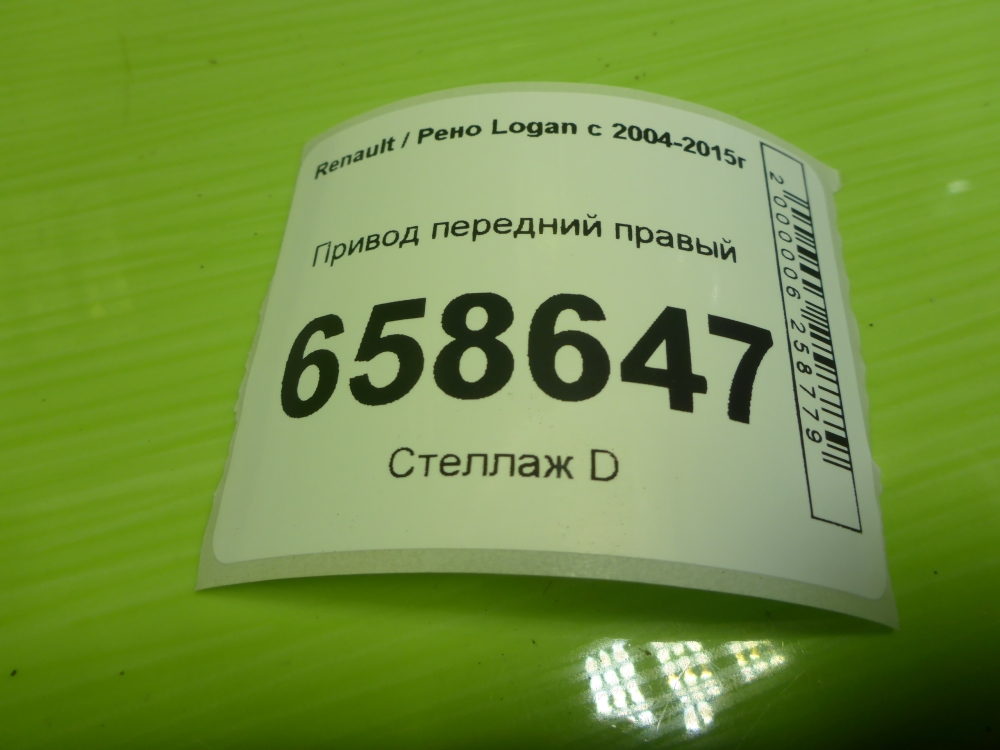 Renault / Рено Logan с 2004-2015г
Привод передний правый
658647
Стеллаж D
2000006258779